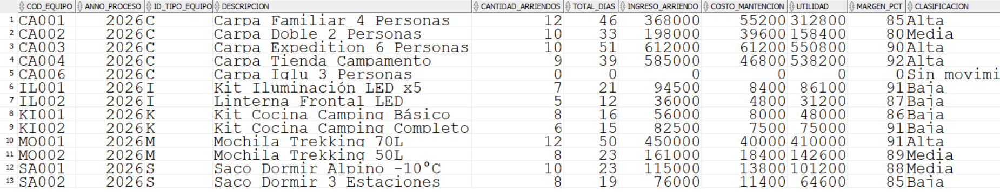 COD_EQUIPO ANNO_PROCESO ID_TIPO_EQUIPO DESCRIPCION CANTIDAD_ARRIENDOS TOTAL_DIAS INGRESO_ARRIENDO COSTO_MANTENCION UTILIDAD MARGEN_PCT CLASIFICACION
1 CA001 2026 C Carpa Familiar 4 Personas 12 46 368000 55200 312800 85 Alta
2 CA002 2026 C Carpa Doble 2 Personas 10 33 198000 39600 158400 80 Media
3 CA003 2026 C Carpa Expedition 6 Personas 10 51 612000 61200 550800 90 Alta
4 CA004 2026 C Carpa Tienda Campamento 9 39 585000 46800 538200 92 Alta
5 CA006 2026 C Carpa Iglu 3 Personas 0 0 0 0 0 0 Sin movimi
6 IL001 2026 I Kit Iluminación LED x5 7 21 94500 8400 86100 91 Baja
7 IL002 2026 I Linterna Frontal LED 5 12 36000 4800 31200 87 Baja
8 KI001 2026 K Kit Cocina Camping Básico 8 16 56000 8000 48000 86 Baja
9 KI002 2026 K Kit Cocina Camping Completo 6 15 82500 7500 75000 91 Baja
10 MO001 2026 M Mochila Trekking 70L 12 50 450000 40000 410000 91 Alta
11 MO002 2026 M Mochila Trekking 50L 8 23 161000 18400 142600 89 Media
12 SA001 2026 S Saco Dormir Alpino -10°C 10 23 115000 13800 101200 88 Media
13 SA002 2026 S Saco Dormir 3 Estaciones 8 19 76000 11400 64600 85 Baja